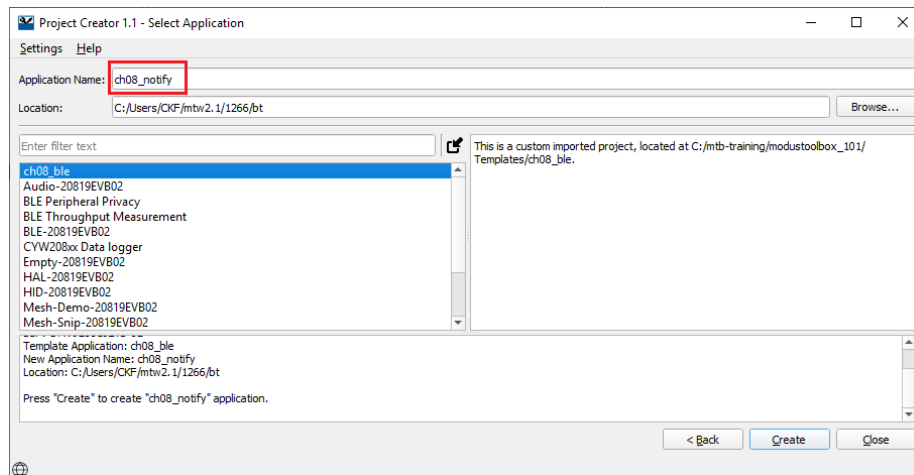 Project Creator 1.1 - Select Application
Settings Help
Application Name: ch08_notify
Location: C:/Users/CKF/mtw2.1/1266/bt Browse...
Enter filter text
This is a custom imported project, located at C:/mtb-training/modustoolbox_101/
Templates/ch08_ble.
ch08_ble
Audio-20819EVB02
BLE Peripheral Privacy
BLE Throughput Measurement
BLE-20819EVB02
CYW208xx Data logger
Empty-20819EVB02
HAL-20819EVB02
HID-20819EVB02
Mesh-Demo-20819EVB02
Mesh-Snip-20819EVB02
Template Application: ch08_ble
New Application Name: ch08_notify
Location: C:/Users/CKF/mtw2.1/1266/bt
Press "Create" to create "ch08_notify" application.
< Back Create Close